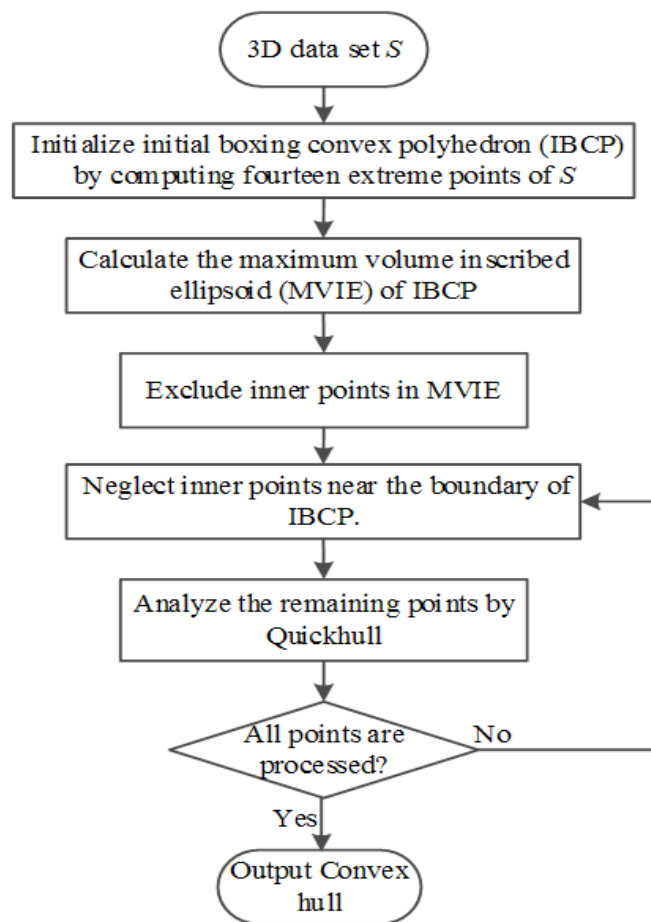 3D data set S
Initialize initial boxing convex polyhedron (IBCP)
by computing fourteen extreme points of S
Calculate the maximum volume inscribed
ellipsoid (MVIE) of IBCP
Exclude inner points in MVIE
Neglect inner points near the boundary of
IBCP.
Analyze the remaining points by
Quickhull
All points are
processed?
No
Yes
Output Convex
hull